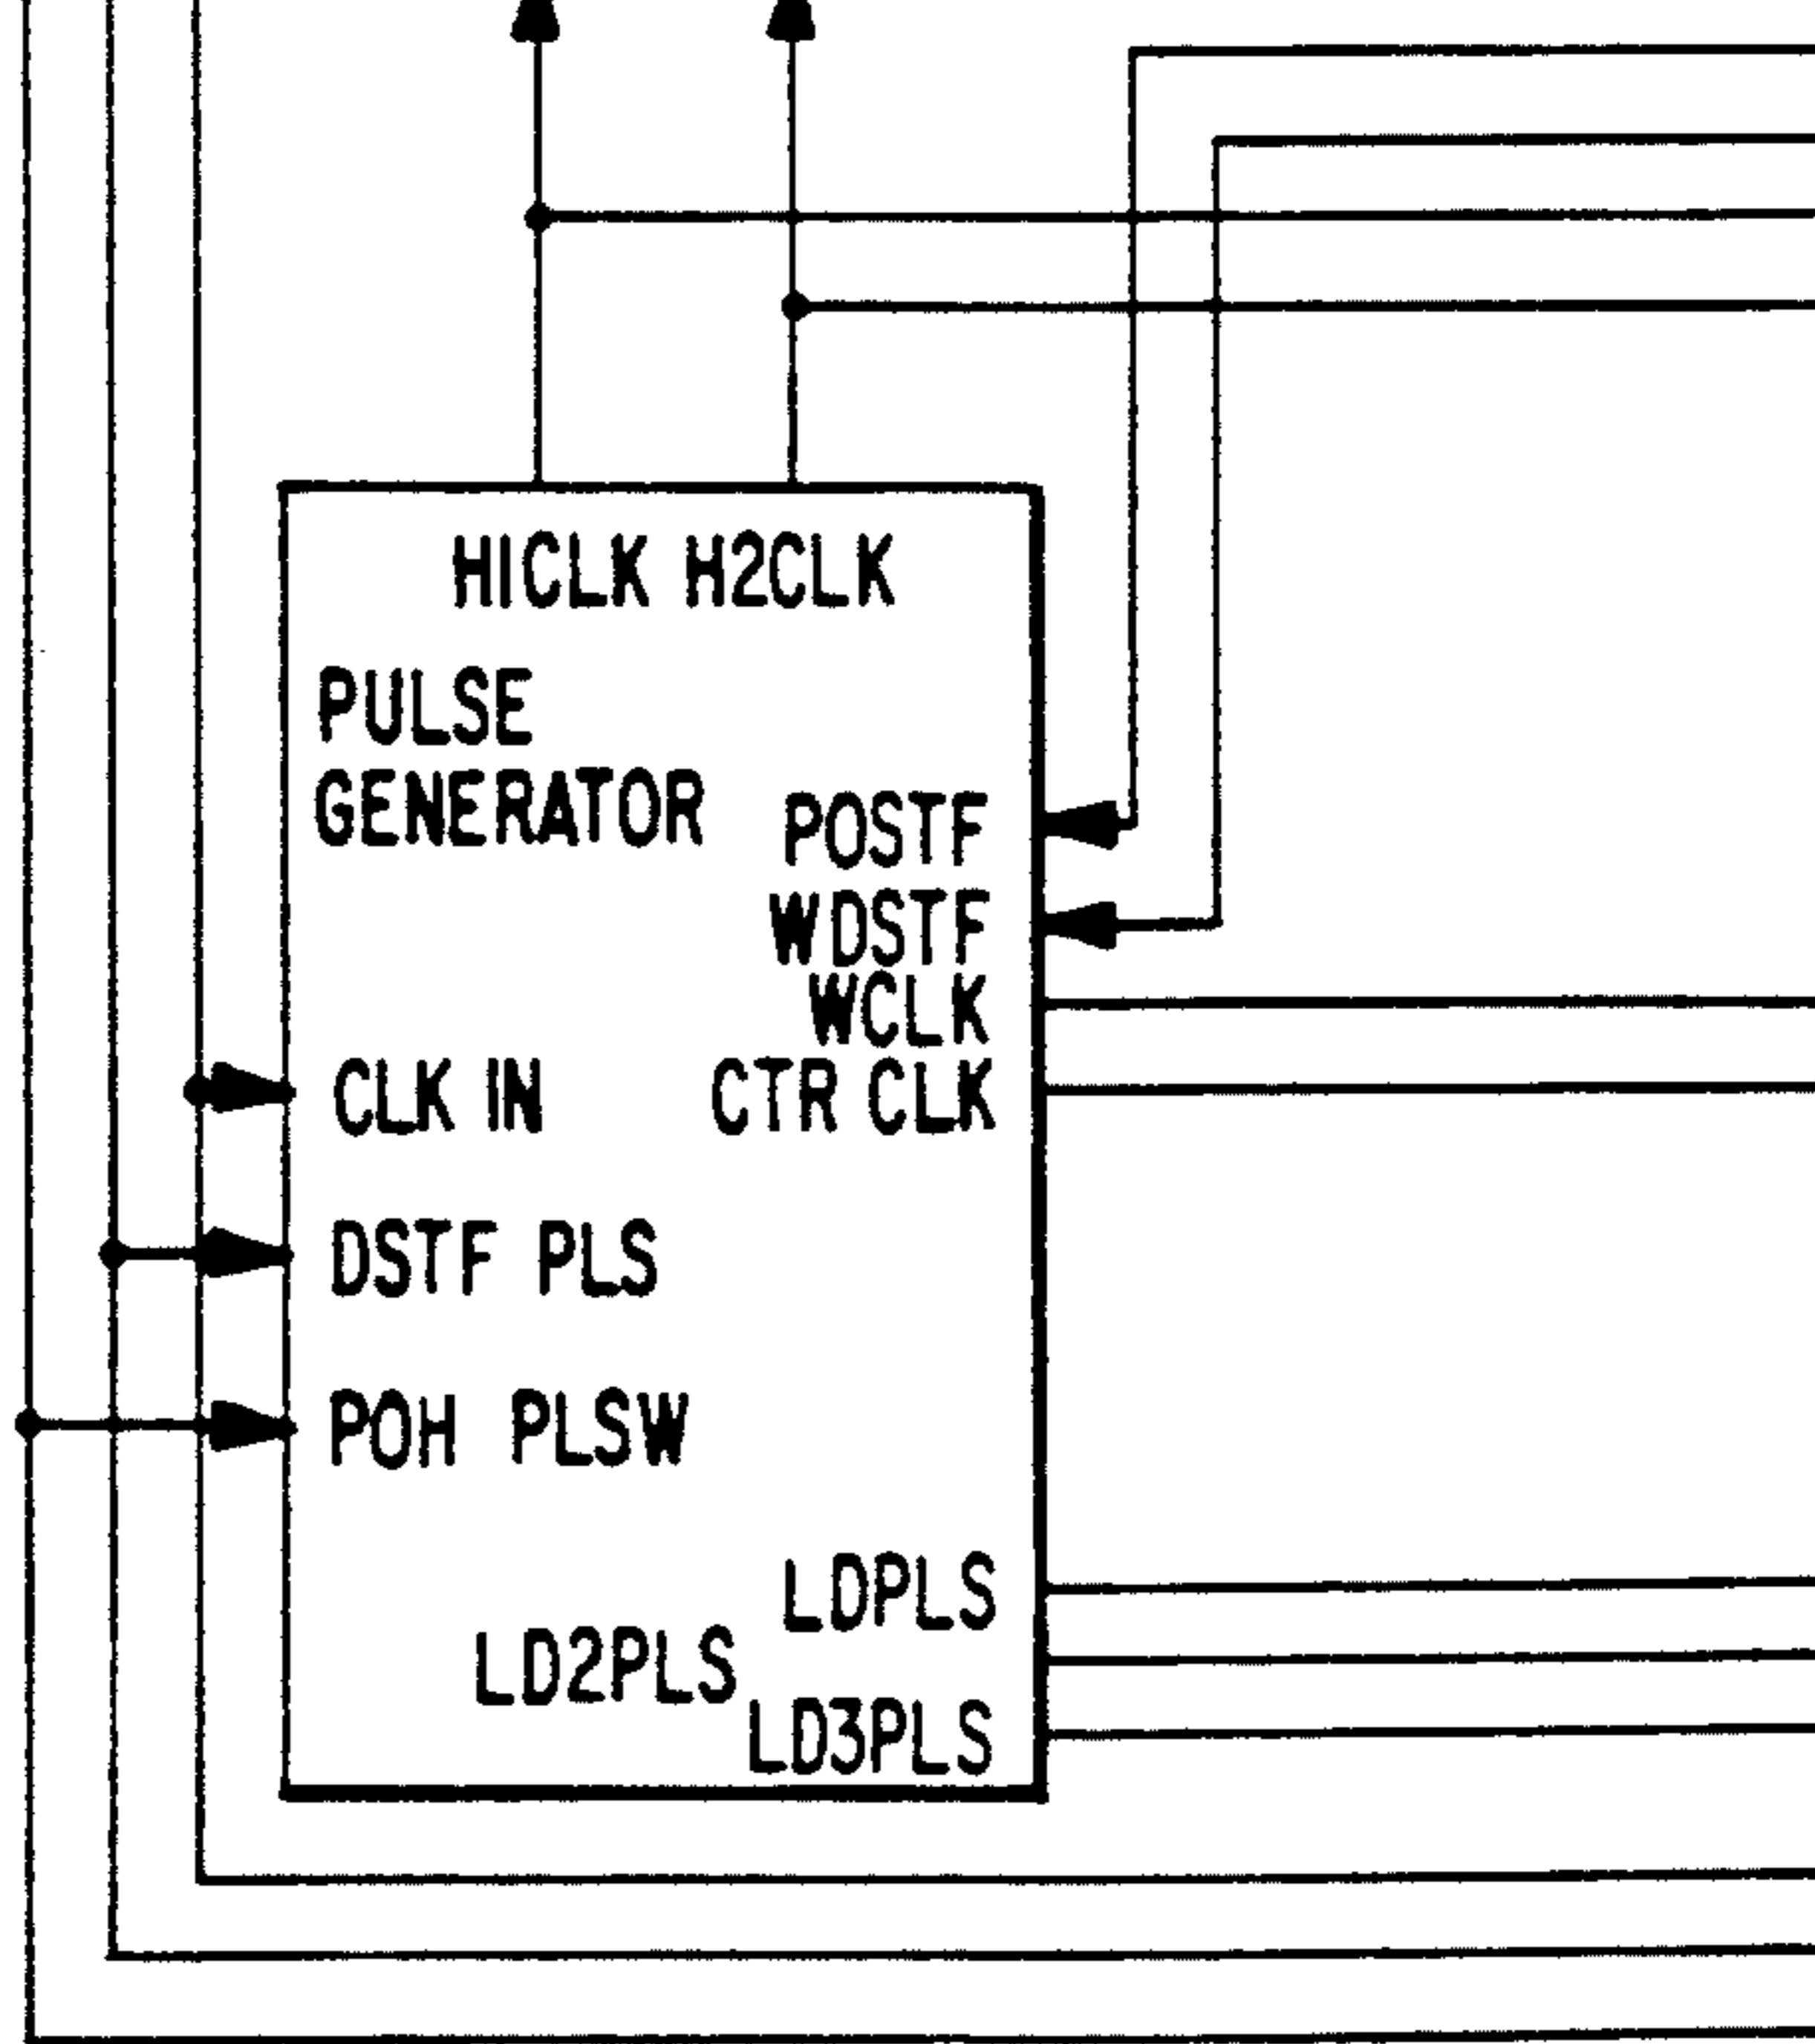 HICLK H2CLK
PULSE
GENERATOR
POSTF
WDSTF
WCLK
CLK IN
CTR CLK
DSTF PLS
POH PLSW
LDPLS
LD2PLS
LD3PLS